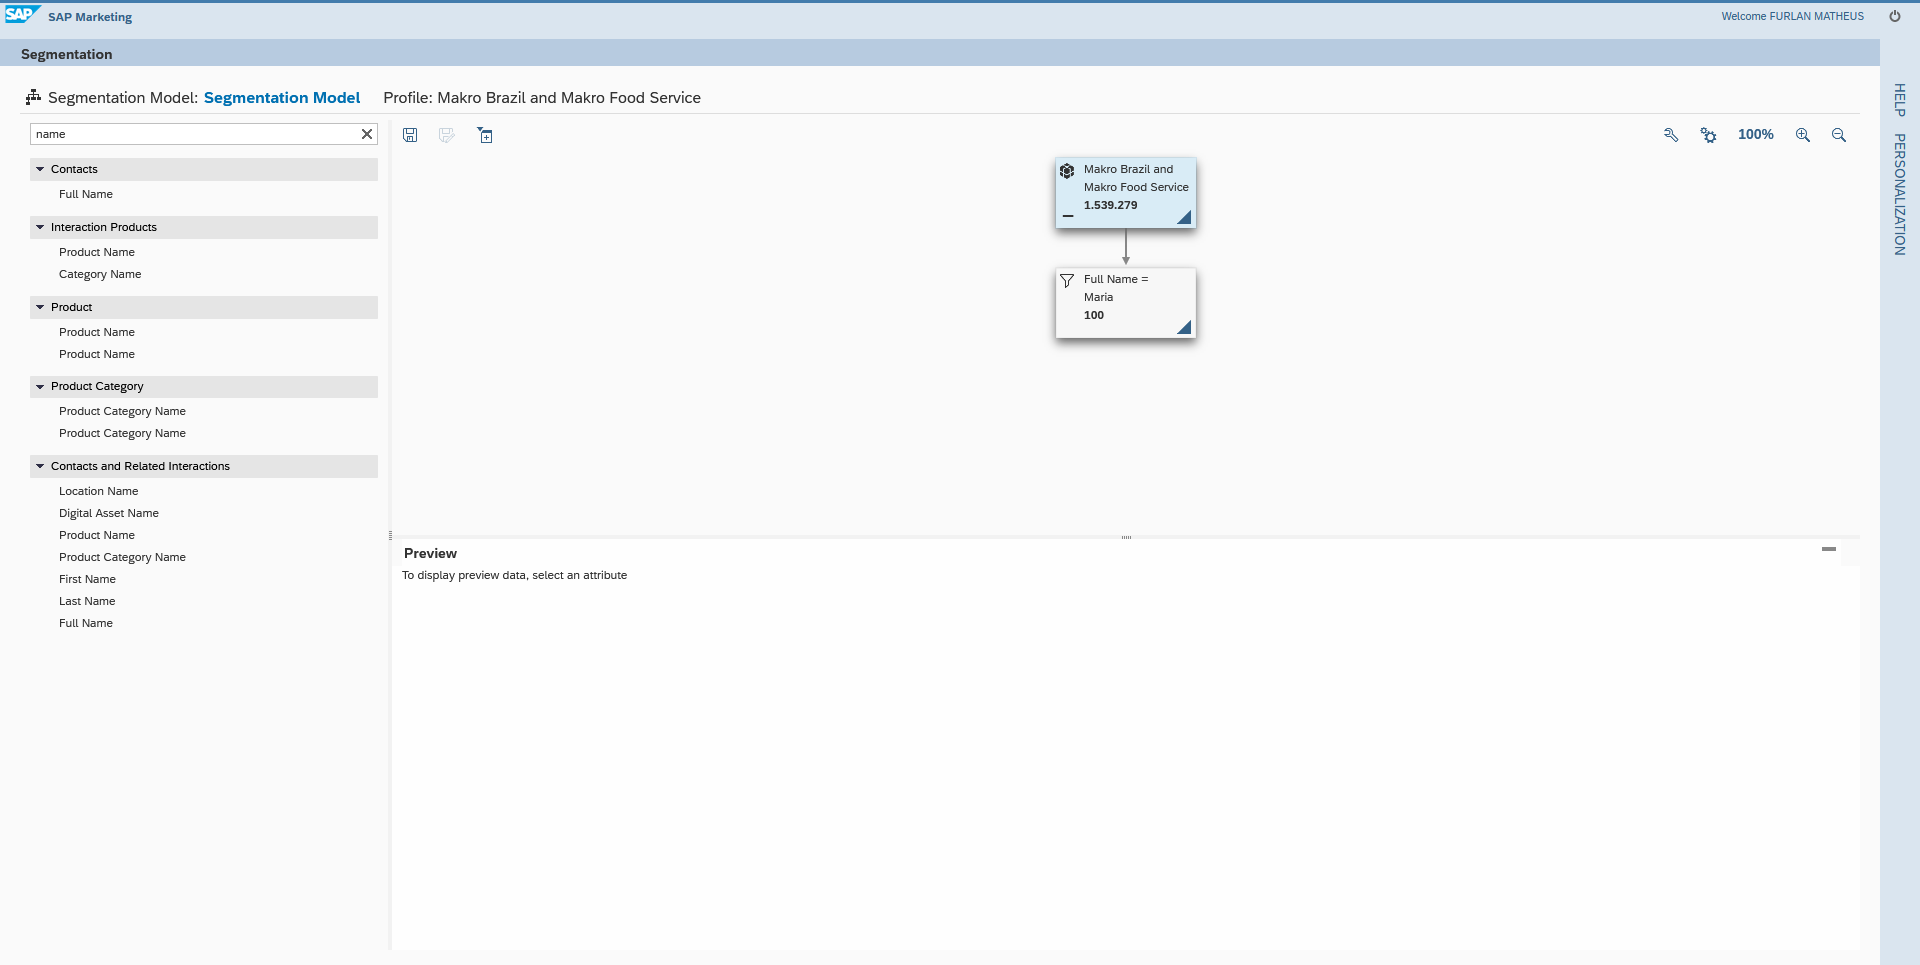 SAP SAP Marketing
Welcome FURLAN MATHEUS
Segmentation
HELP
PERSONALIZATION
Segmentation Model: Segmentation Model Profile: Makro Brazil and Makro Food Service
name
Contacts
Full Name
Interaction Products
Product Name
Category Name
Product
Product Name
Product Name
Product Category
Product Category Name
Product Category Name
Contacts and Related Interactions
Location Name
Digital Asset Name
Product Name
Product Category Name
First Name
Last Name
Full Name
100%
Makro Brazil and
Makro Food Service
1.539.279
Full Name =
Maria
100
Preview
To display preview data, select an attribute